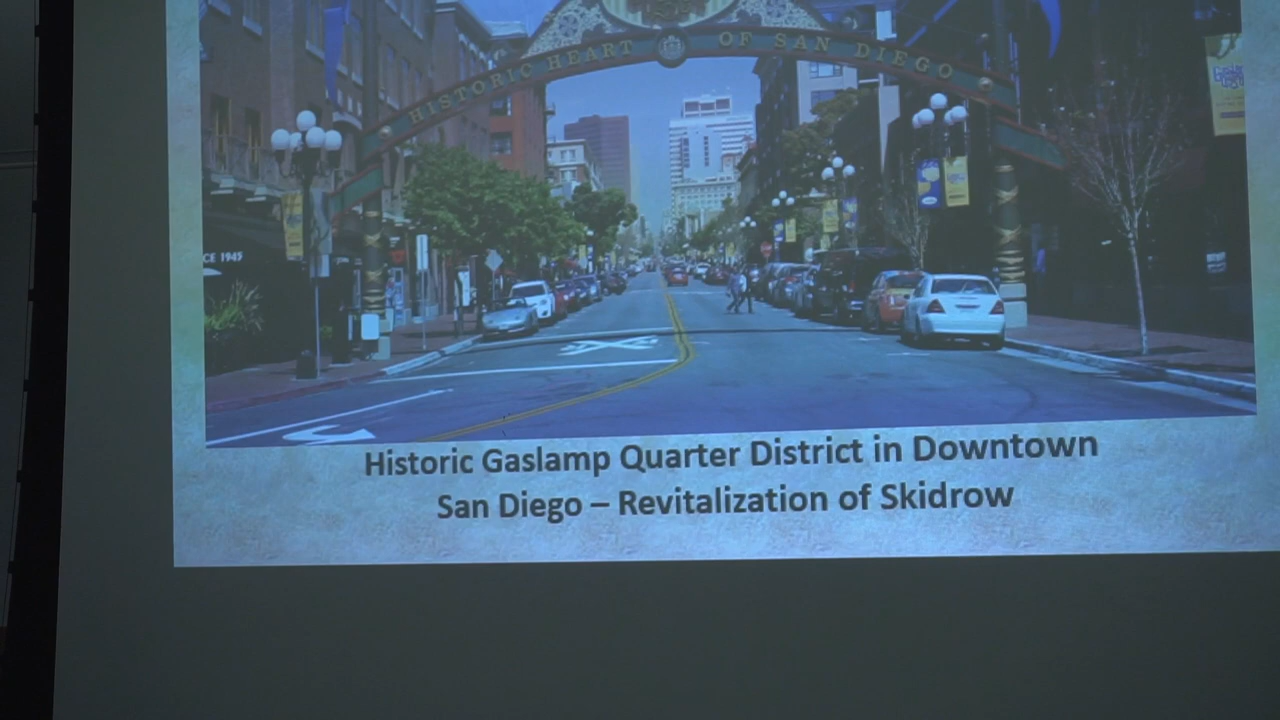 HISTORIC HEART OF SAN DIEGO
CE 1945
Historic Gaslamp Quarter District in Downtown
San Diego – Revitalization of Skidrow